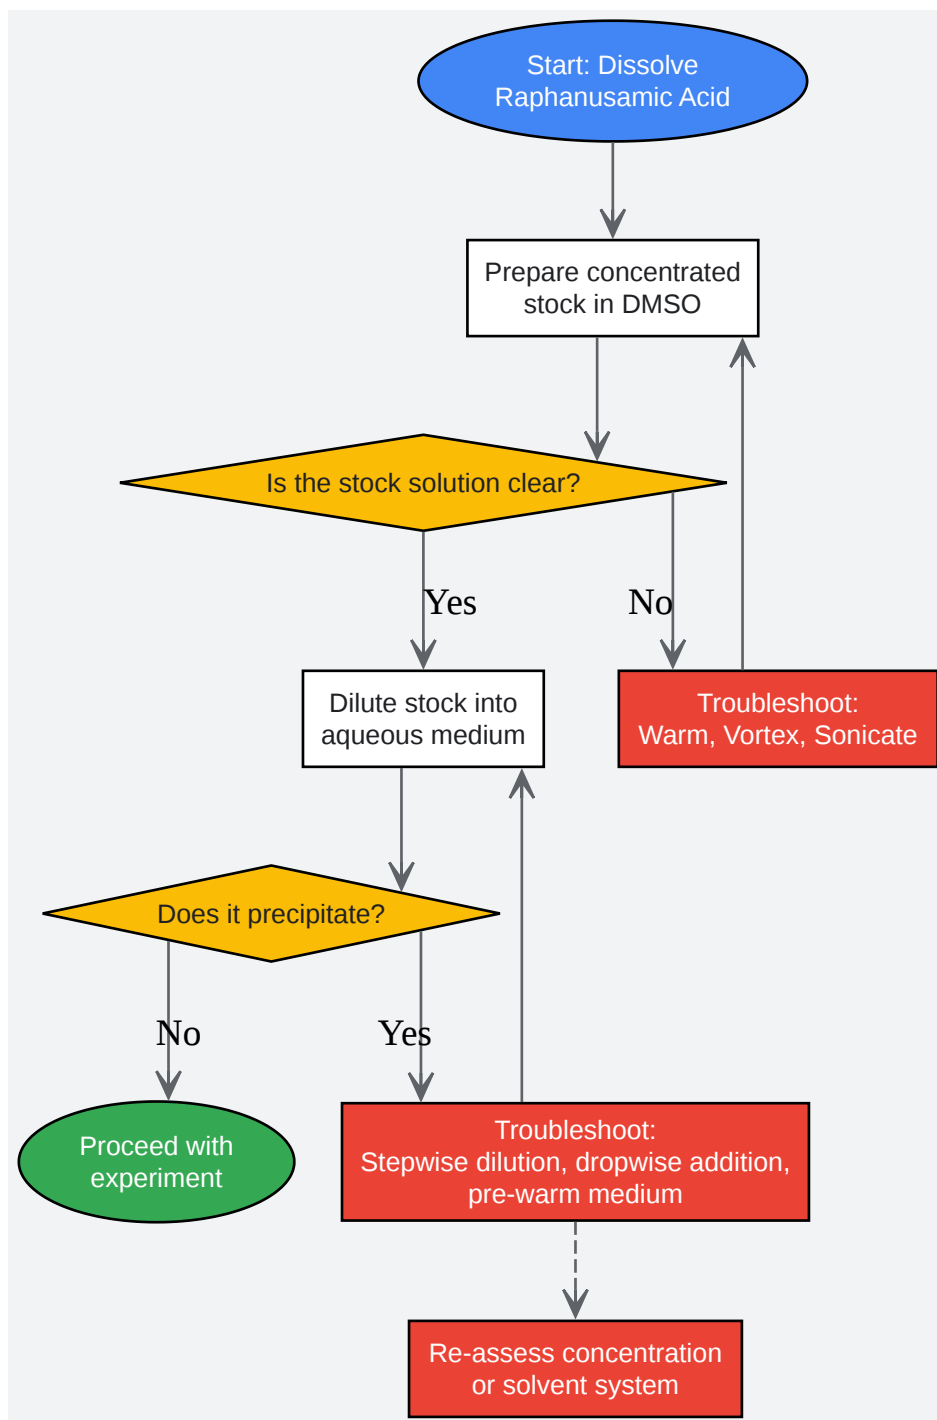 Start: Dissolve
Raphanusamic Acid
Prepare concentrated
stock in DMSO
Is the stock solution clear?
Yes
No
Dilute stock into
aqueous medium
Troubleshoot:
Warm, Vortex, Sonicate
Does it precipitate?
No
Yes
Proceed with
experiment
Troubleshoot:
Stepwise dilution, dropwise addition,
pre-warm medium
Re-assess concentration
or solvent system